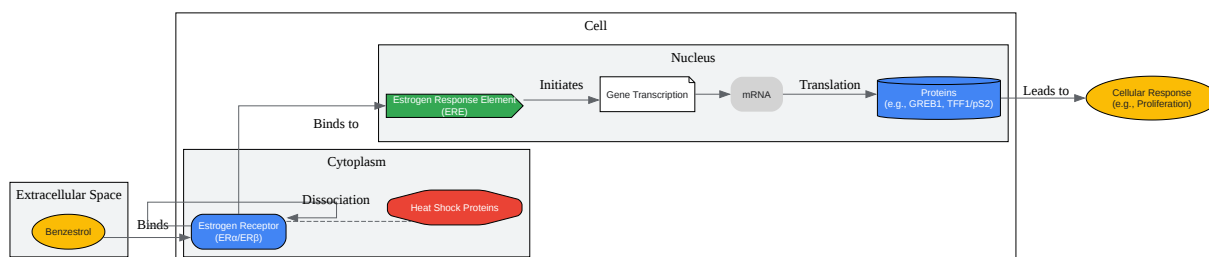 Cell
Nucleus
Estrogen Response Element
(ERE)
Initiates
Gene Transcription
mRNA
Translation
Proteins
(e.g., GREB1, TFF1/pS2)
Leads to
Cellular Response
(e.g., Proliferation)
Binds to
Cytoplasm
Extracellular Space
Benzestrol
Binds
Estrogen Receptor
(ERα/ERβ)
Dissociation
Heat Shock Proteins